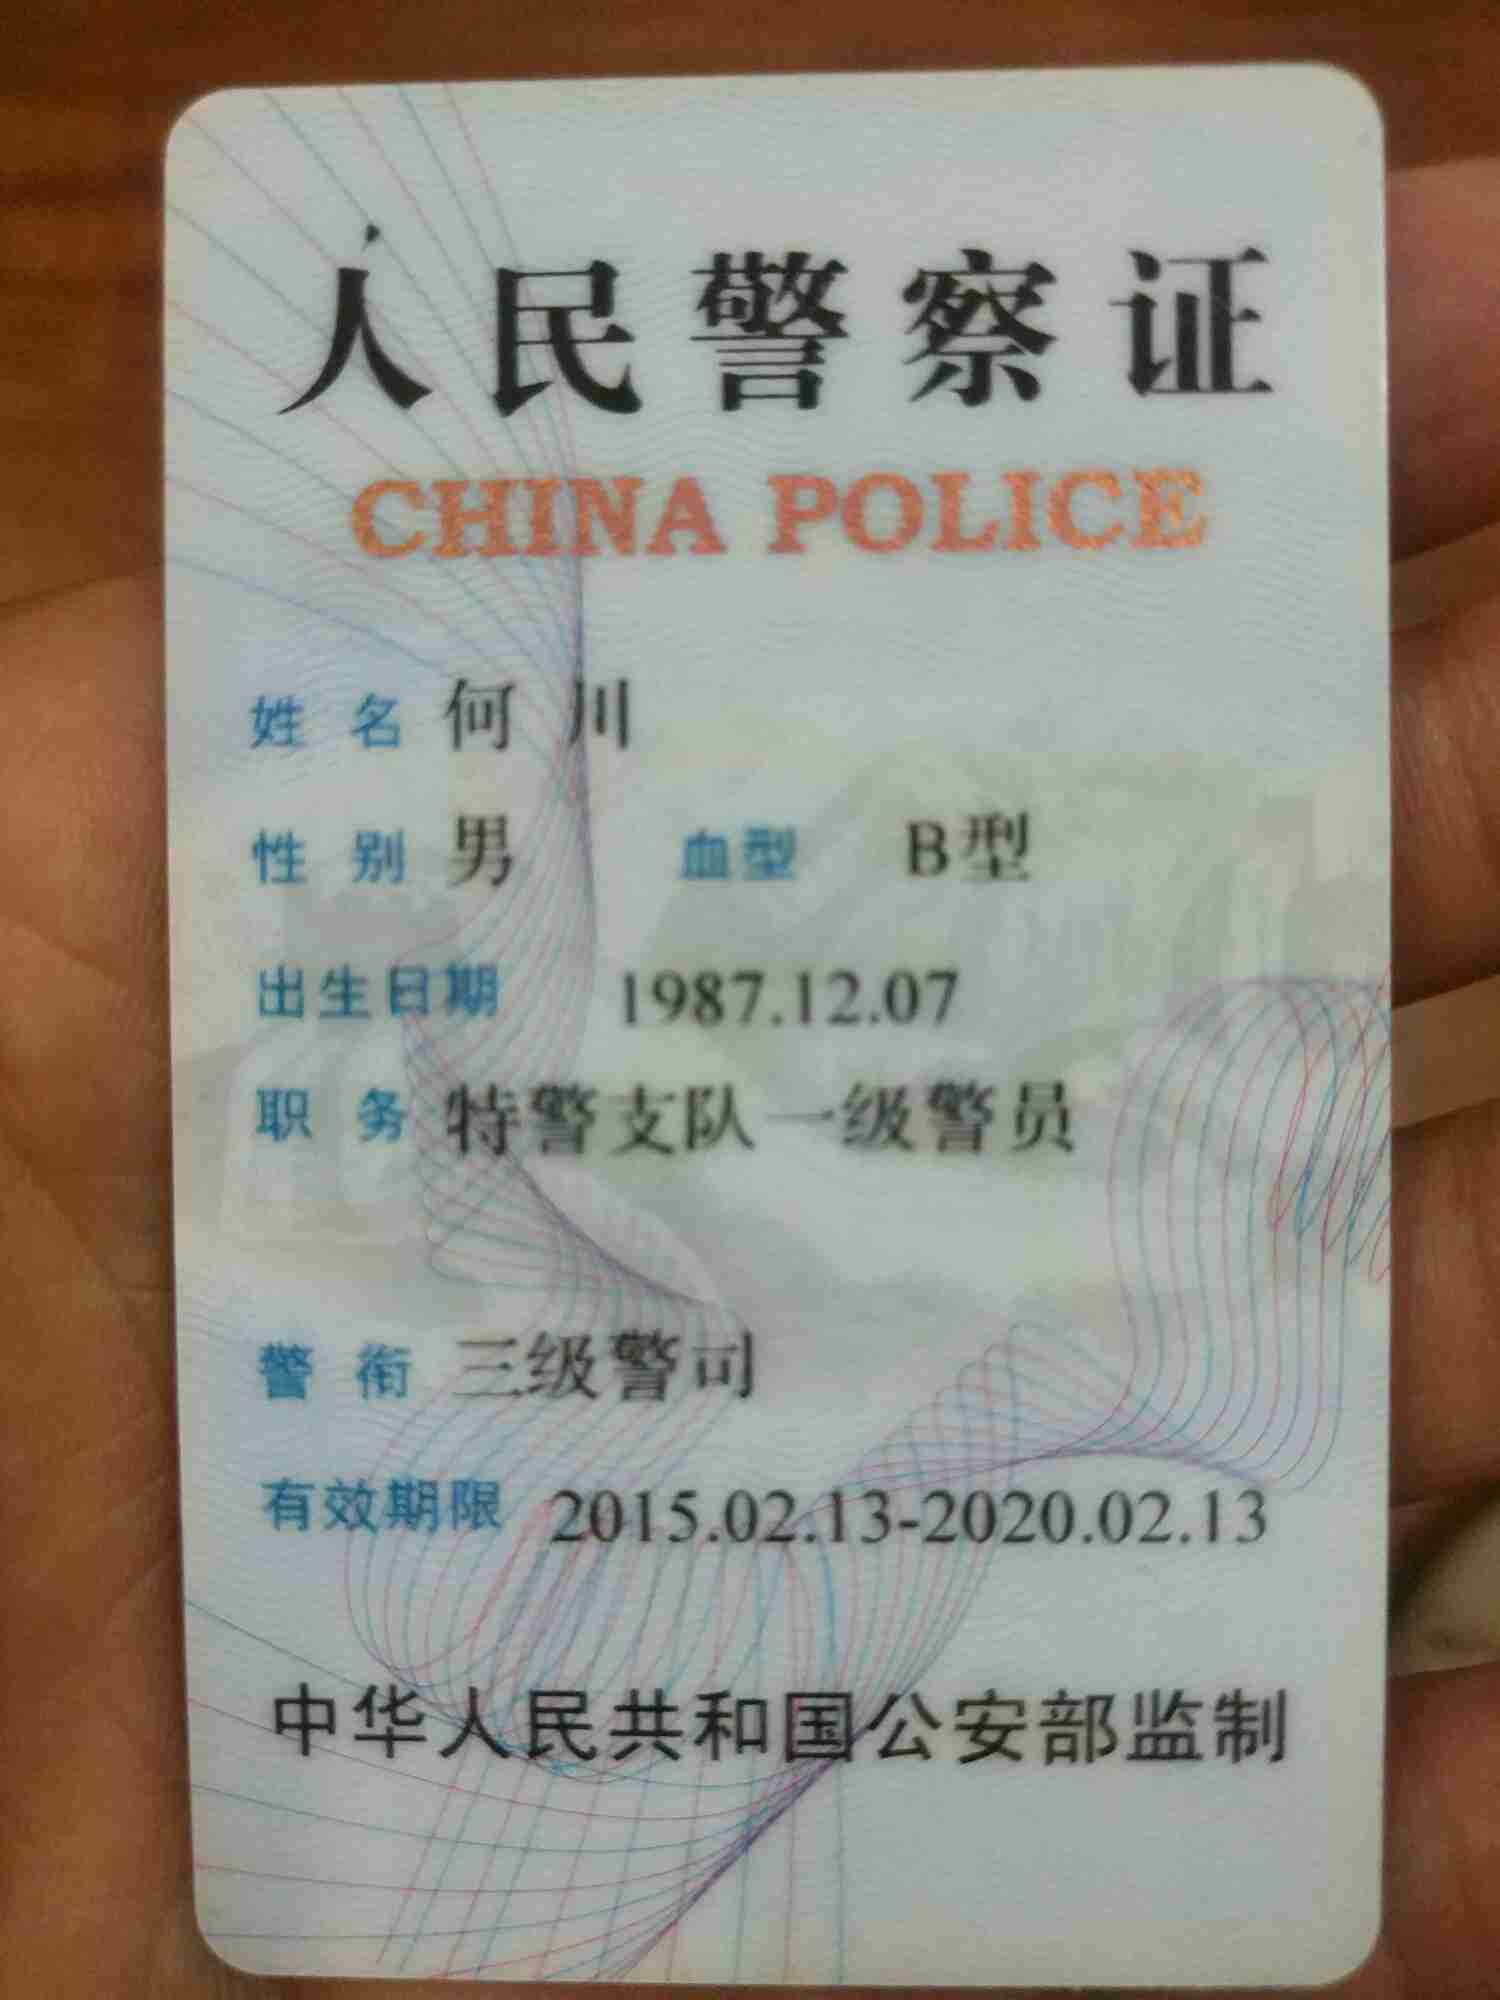 人民警察证
CHINA POLICE
姓 名 何 川
性 别 男 血型 B型
出生日期 1987.12.07
职 务 特警支队一级警员
警 衔 三级警司
有效期限 2015.02.13-2020.02.13
中华人民共和国公安部监制